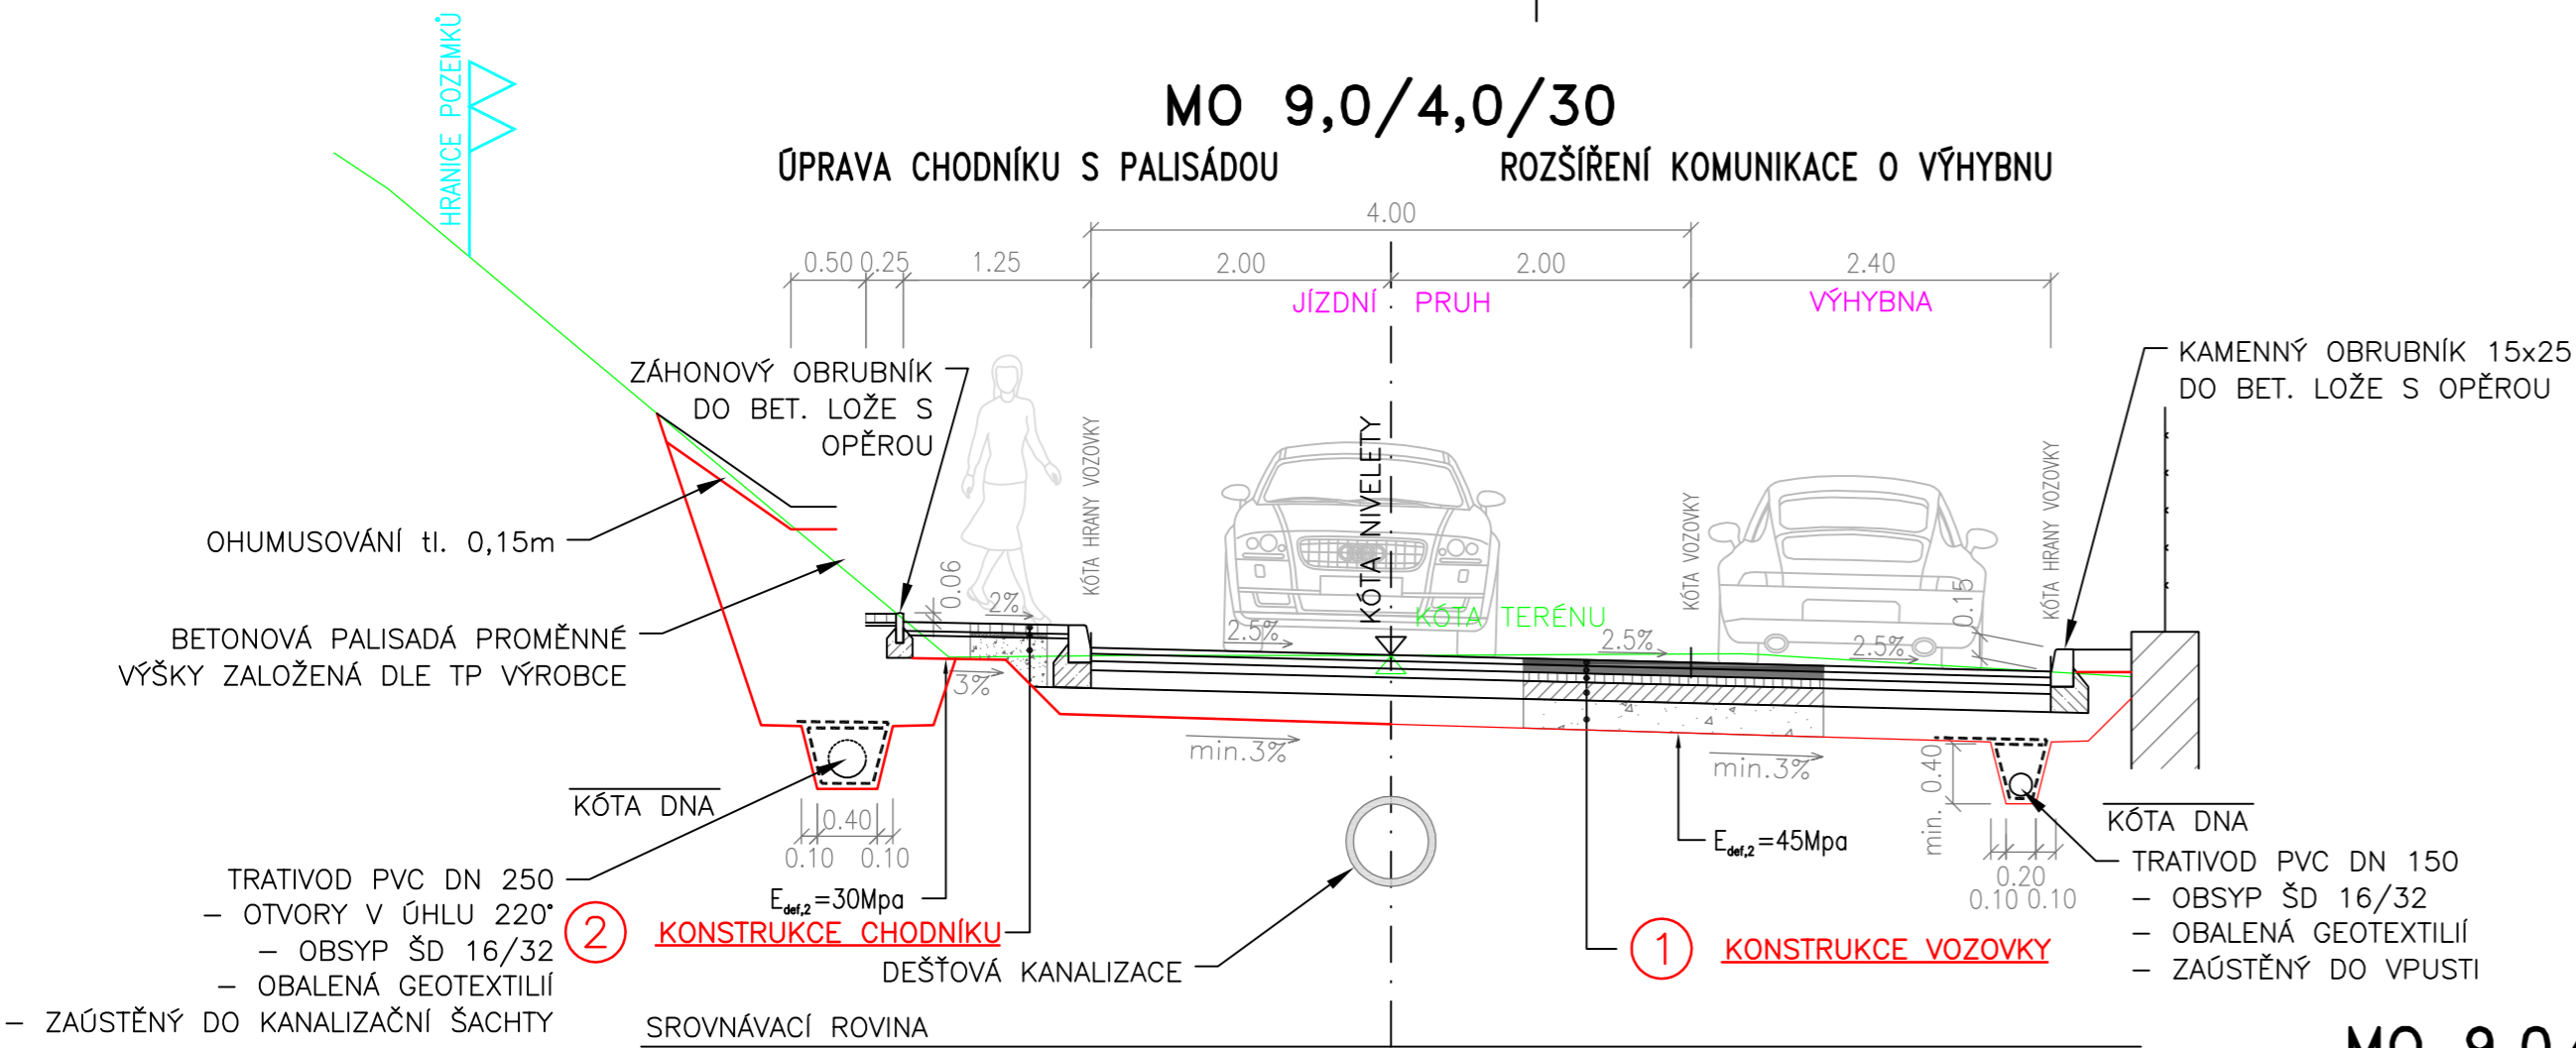 HRANICE POZEMKŮ
MO 9,0/4,0/30
ÚPRAVA CHODNÍKU S PALISÁDOU
ROZŠÍŘENÍ KOMUNIKACE O VÝHYBNU
4.00
0.50 0.25 1.25 2.00 2.00 2.40
JÍZDNÍ PRUH
VÝHYBNA
ZÁHONOVÝ OBRUBNÍK
DO BET. LOŽE S
OPĚROU
KAMENNÝ OBRUBNÍK 15x25
DO BET. LOŽE S OPĚROU
KÓTA HRANY VOZOVKY
KÓTA NIVELETY
KÓTA VOZOVKY
KÓTA HRANY VOZOVKY
OHUMUSOVÁNÍ tl. 0,15m
0.06
2%
0.15
KÓTA TERÉNU
2.5%
2.5%
2.5%
BETONOVÁ PALISADÁ PROMĚNNÉ
VÝŠKY ZALOŽENÁ DLE TP VÝROBCE
3%
min.3%
min.3%
min. 0.40
KÓTA DNA
0.40
0.10 0.10
KÓTA DNA
0.20
0.10 0.10
Edef,2=45Mpa
Edef,2=30Mpa
TRATIVOD PVC DN 250
– OTVORY V ÚHLU 220°
– OBSYP ŠD 16/32
– OBALENÁ GEOTEXTILIÍ
– ZAÚSTĚNÝ DO KANALIZAČNÍ ŠACHTY
2 KONSTRUKCE CHODNÍKU
DEŠŤOVÁ KANALIZACE
1 KONSTRUKCE VOZOVKY
TRATIVOD PVC DN 150
– OBSYP ŠD 16/32
– OBALENÁ GEOTEXTILIÍ
– ZAÚSTĚNÝ DO VPUSTI
SROVNÁVACÍ ROVINA
MO 9,0/